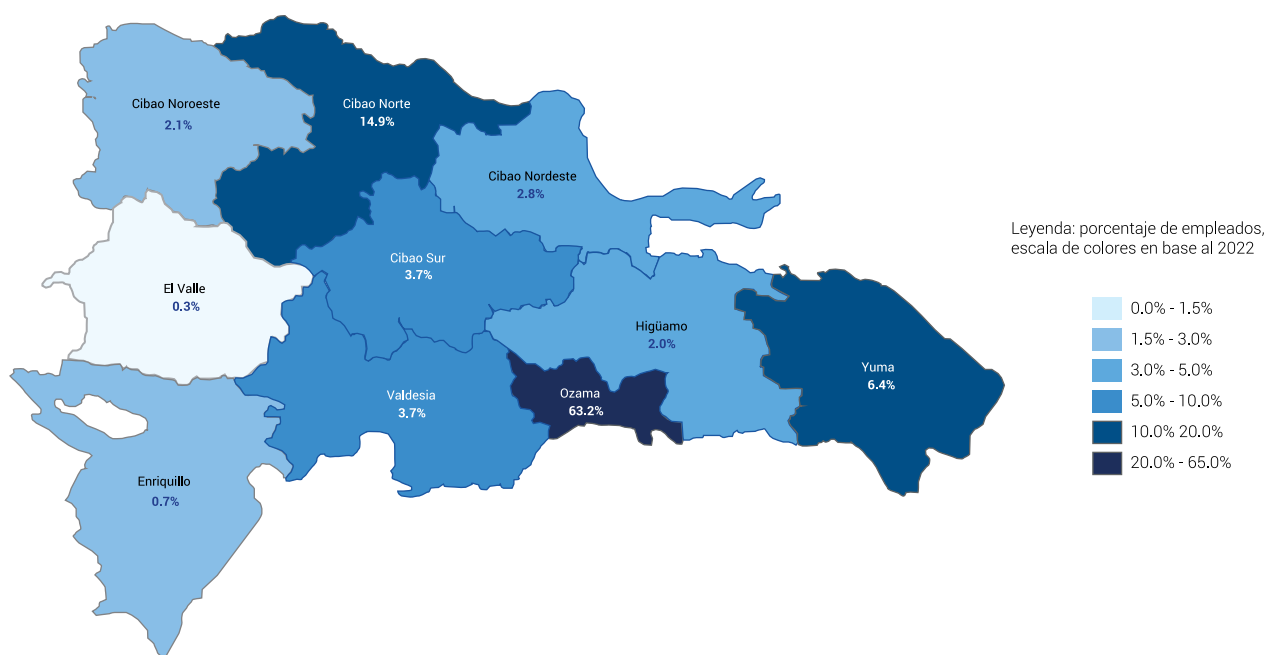 Cibao Noroeste
2.1%
Cibao Norte
14.9%
Cibao Nordeste
2.8%
Cibao Sur
3.7%
El Valle
0.3%
Higüamo
2.0%
Yuma
6.4%
Valdesia
3.7%
Ozama
63.2%
Enriquillo
0.7%
Leyenda: porcentaje de empleados,
escala de colores en base al 2022
0.0% - 1.5%
1.5% - 3.0%
3.0% - 5.0%
5.0% - 10.0%
10.0% 20.0%
20.0% - 65.0%